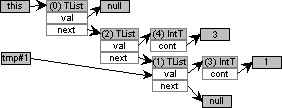 this (0) TList null
val
next (2) TList (4) IntT 3
val cont
next
tmp#1 (1) TList (3) IntT 1
val cont
next
null